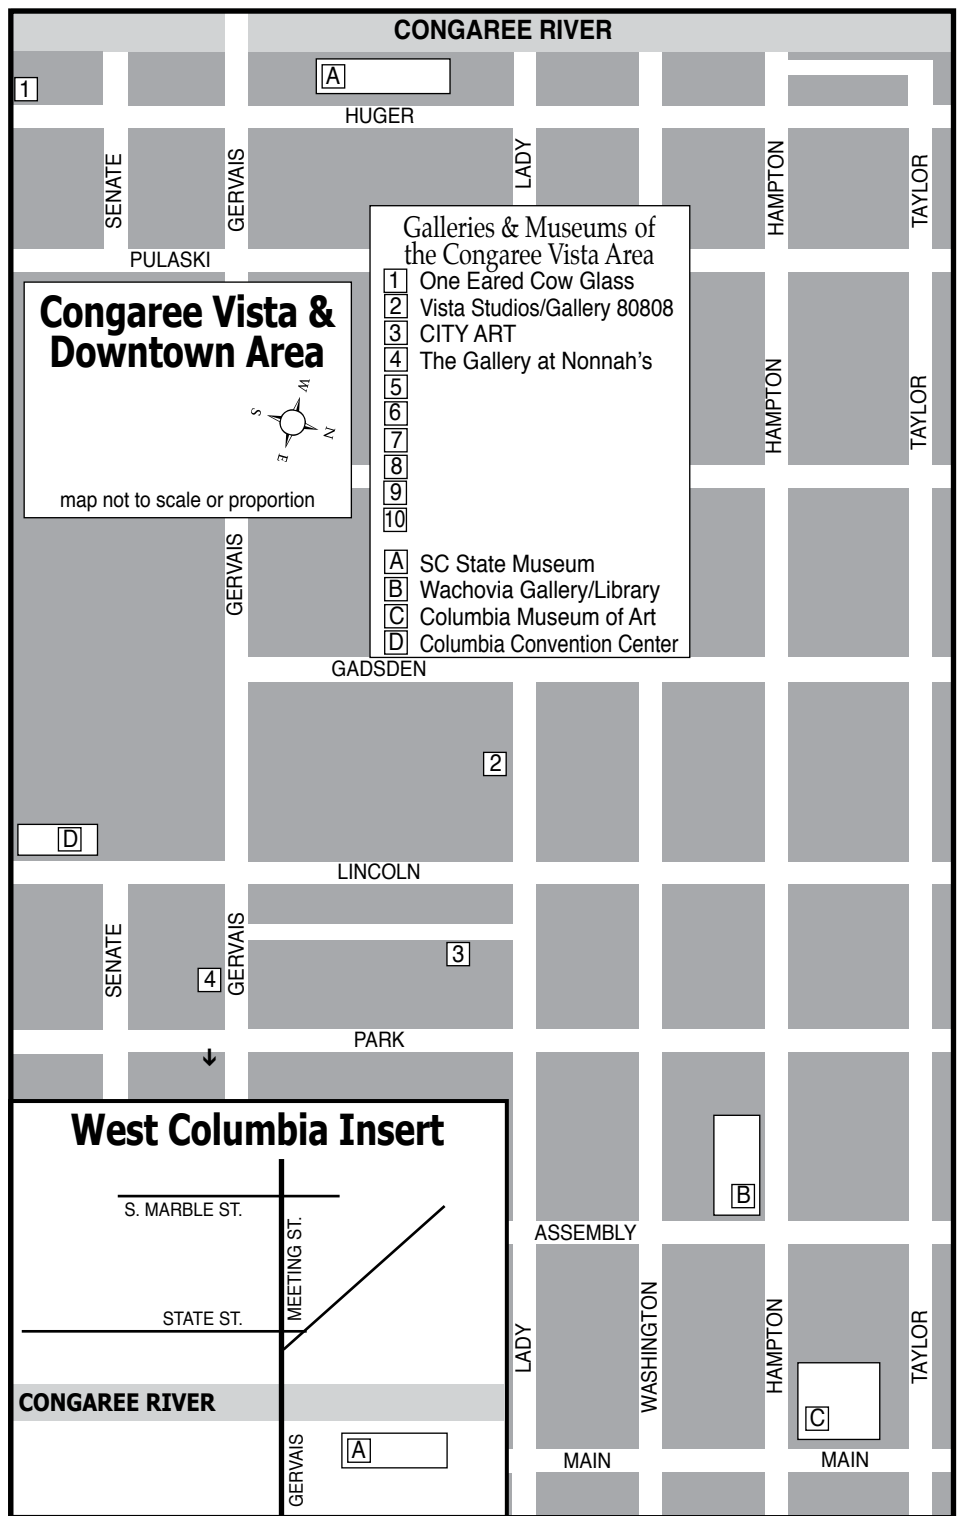 CONGAREE RIVER
A
1
HUGER
SENATE
GERVAIS
LADY
HAMPTON
TAYLOR
PULASKI
Galleries & Museums of
the Congaree Vista Area
1 One Eared Cow Glass
2 Vista Studios/Gallery 80808
3 CITY ART
4 The Gallery at Nonnah's
5
6
7
8
9
10
A SC State Museum
B Wachovia Gallery/Library
C Columbia Museum of Art
D Columbia Convention Center
Congaree Vista &
Downtown Area
W
S
N
E
map not to scale or proportion
HAMPTON
TAYLOR
GERVAIS
GADSDEN
2
D
LINCOLN
SENATE
GERVAIS
3
4
PARK
West Columbia Insert
S. MARBLE ST.
MEETING ST.
STATE ST.
CONGAREE RIVER
GERVAIS
A
B
ASSEMBLY
LADY
WASHINGTON
HAMPTON
TAYLOR
C
MAIN
MAIN